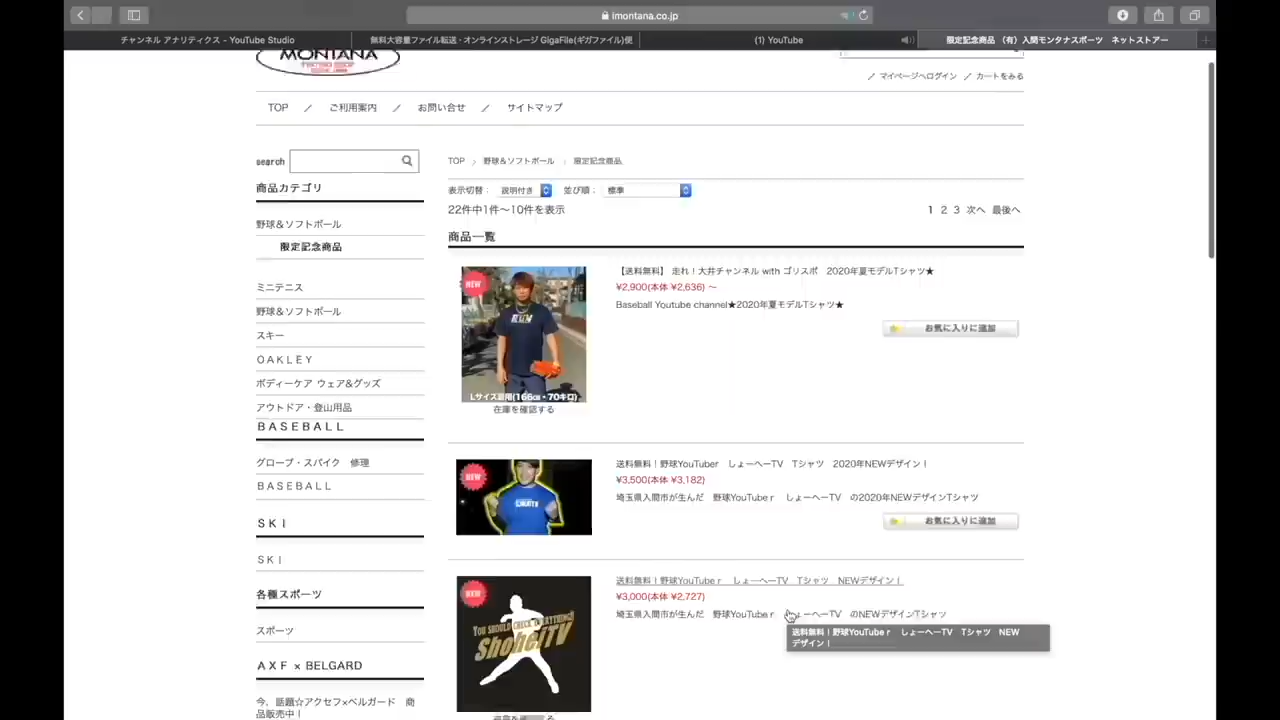 imontana.co.jp
チャンネル アナリティクス - YouTube Studio
無料大容量ファイル転送・オンラインストレージ GigaFile(ギガファイル)便
(1) YouTube
限定記念商品 （有）入間モンタナスポーツ　ネットストアー
MONTANA
／ マイページへログイン ／ カートをみる
TOP ／ ご利用案内 ／ お問い合せ ／ サイトマップ
search
TOP 〉 野球＆ソフトボール 〉 限定記念商品
商品カテゴリ
表示切替： 説明付き 並び順： 標準
22件中1件～10件を表示
1 2 3 次へ 最後へ
野球＆ソフトボール
限定記念商品
商品一覧
ミニテニス
野球＆ソフトボール
スキー
ＯＡＫＬＥＹ
ボディーケア ウェア&グッズ
アウトドア・登山用品
ＢＡＳＥＢＡＬＬ
グローブ・スパイク　修理
ＢＡＳＥＢＡＬＬ
ＳＫＩ
ＳＫＩ
各種スポーツ
スポーツ
ＡＸＦ × BELGARD
今、話題☆アクセフ×ベルガード　商
品販売中！
NEW
RUN
Lサイズ着用(166㎝・70キロ)
在庫を確認する
【送料無料】 走れ！大井チャンネル with ゴリスポ　2020年夏モデルTシャツ★
¥2,900(本体 ¥2,636) ～
Baseball Youtube channel★2020年夏モデルTシャツ★
お気に入りに追加
NEW
送料無料！野球YouTuber　しょーへーTV　Tシャツ　2020年NEWデザイン！
¥3,500(本体 ¥3,182)
埼玉県入間市が生んだ　野球YouTubeｒ　しょーへーTV　の2020年NEWデザインTシャツ
お気に入りに追加
NEW
YOU SHOULD CHECK EVERYTHING!!
ShoheiTV
送料無料！野球YouTubeｒ　しょーへーTV　Tシャツ　NEWデザイン！
¥3,000(本体 ¥2,727)
埼玉県入間市が生んだ　野球YouTubeｒ　しょーへーTV　のNEWデザインTシャツ
送料無料！野球YouTubeｒ　しょーへーTV　Tシャツ　NEW
デザイン！